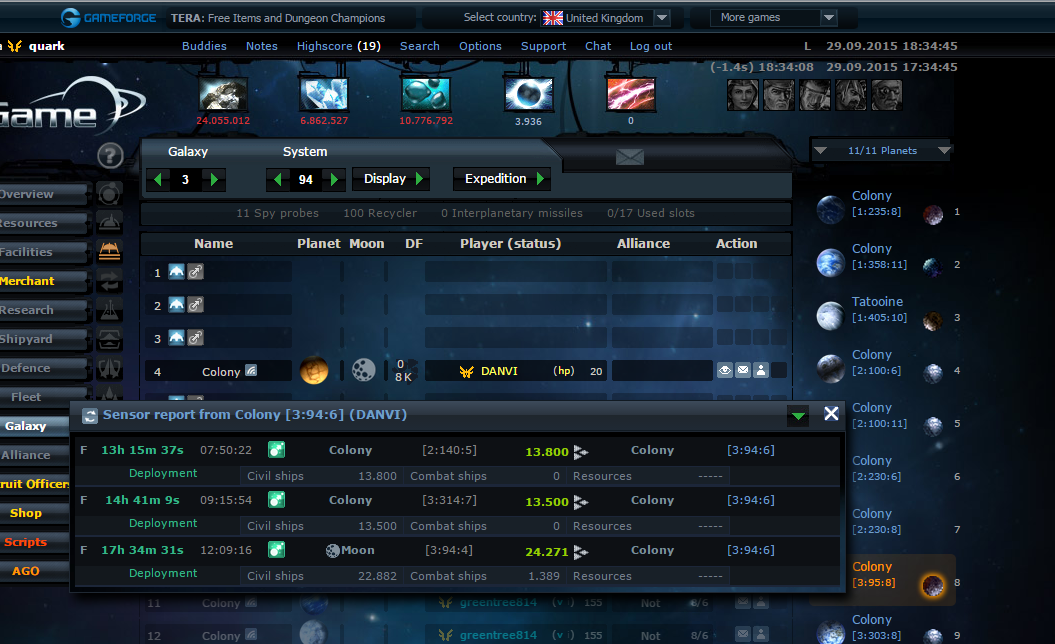 GAMEFORGE TERA: Free Items and Dungeon Champions Select country: United Kingdom More games
quark Buddies Notes Highscore (19) Search Options Support Chat Log out L 29.09.2015 18:34:45
(-1.4s) 18:34:08 29.09.2015 17:34:45
Game
24.055.012 6.862.527 10.776.792 3.936 0
?
Galaxy System
3 94 Display Expedition
11/11 Planets
11 Spy probes 100 Recycler 0 Interplanetary missiles 0/17 Used slots
Name Planet Moon DF Player (status) Alliance Action
1
2
3
4 Colony 0 8 K DANVI (hp) 20
Overview
Resources
Facilities
Merchant
Research
Shipyard
Defence
Fleet
Galaxy
Alliance
ruit Officers
Shop
Scripts
AGO
Sensor report from Colony [3:94:6] (DANVI)
F 13h 15m 37s 07:50:22 Colony [2:140:5] 13.800 Colony [3:94:6]
Deployment Civil ships 13.800 Combat ships 0 Resources -----
F 14h 41m 9s 09:15:54 Colony [3:314:7] 13.500 Colony [3:94:6]
Deployment Civil ships 13.500 Combat ships 0 Resources -----
F 17h 34m 31s 12:09:16 Moon [3:94:4] 24.271 Colony [3:94:6]
Deployment Civil ships 22.882 Combat ships 1.389 Resources -----
11 Colony greentree814 (v) 155 Not 6/6
12 Colony greentree814 (v) 155 Not 8/6
Colony
[1:235:8] 1
Colony
[1:358:11] 2
Tatooine
[1:405:10] 3
Colony
[2:100:6] 4
Colony
[2:100:11] 5
Colony
[2:230:6] 6
Colony
[2:230:8] 7
Colony
[3:95:8] 8
Colony
[3:303:8] 9